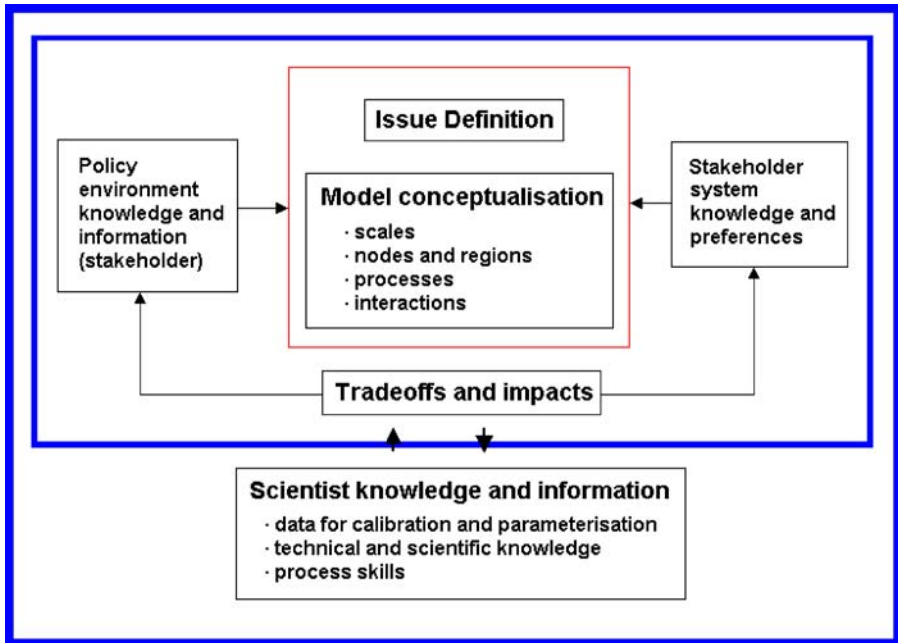 Issue Definition
Policy
environment
knowledge and
information
(stakeholder)
Model conceptualisation
· scales
· nodes and regions
· processes
· interactions
Stakeholder
system
knowledge and
preferences
Tradeoffs and impacts
Scientist knowledge and information
· data for calibration and parameterisation
· technical and scientific knowledge
· process skills